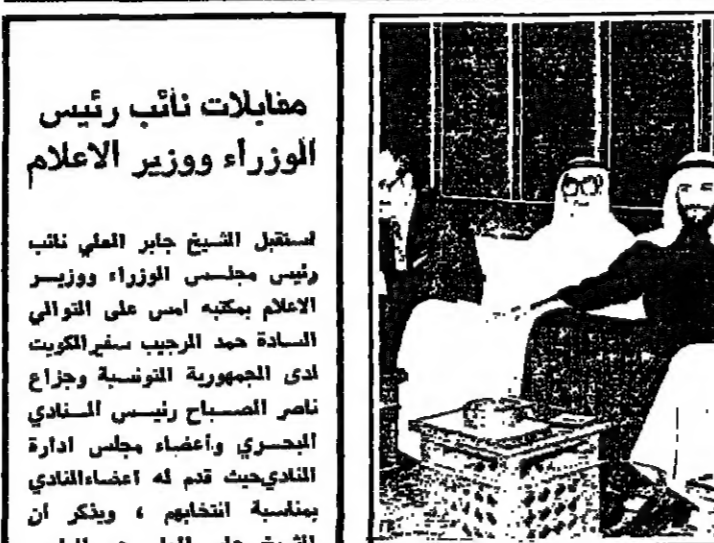 مقابلات نائب رئيس
الوزراء ووزير الاعلام
استقبل الشيخ جابر العلي نائب
رئيس مجلس الوزراء ووزير
الاعلام بمكتبه امس على التوالي
السادة حمد الرجيب سفير الكويت
لدى الجمهورية التونسية وجزاع
ناصر الصباح رئيس النادي
البحري وأعضاء مجلس ادارة
النادي حيث قدم له اعضاء النادي
بمناسبة انتخابهم ، ويذكر أن